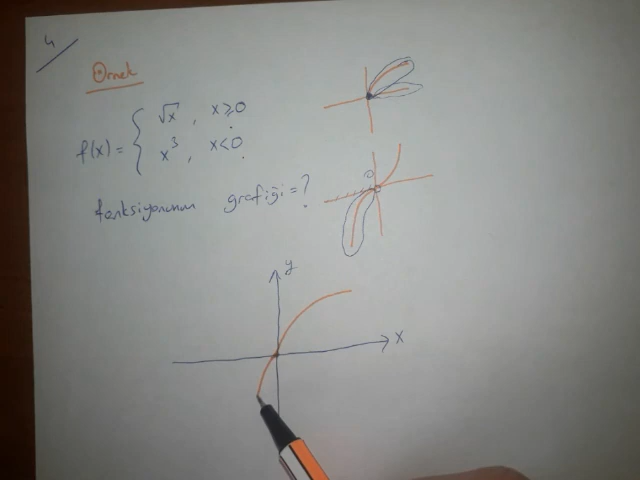 4
Örnek
f(x) = { √x , x ≥ 0
x³ , x < 0
fonksiyonunun grafiği = ?
y
x